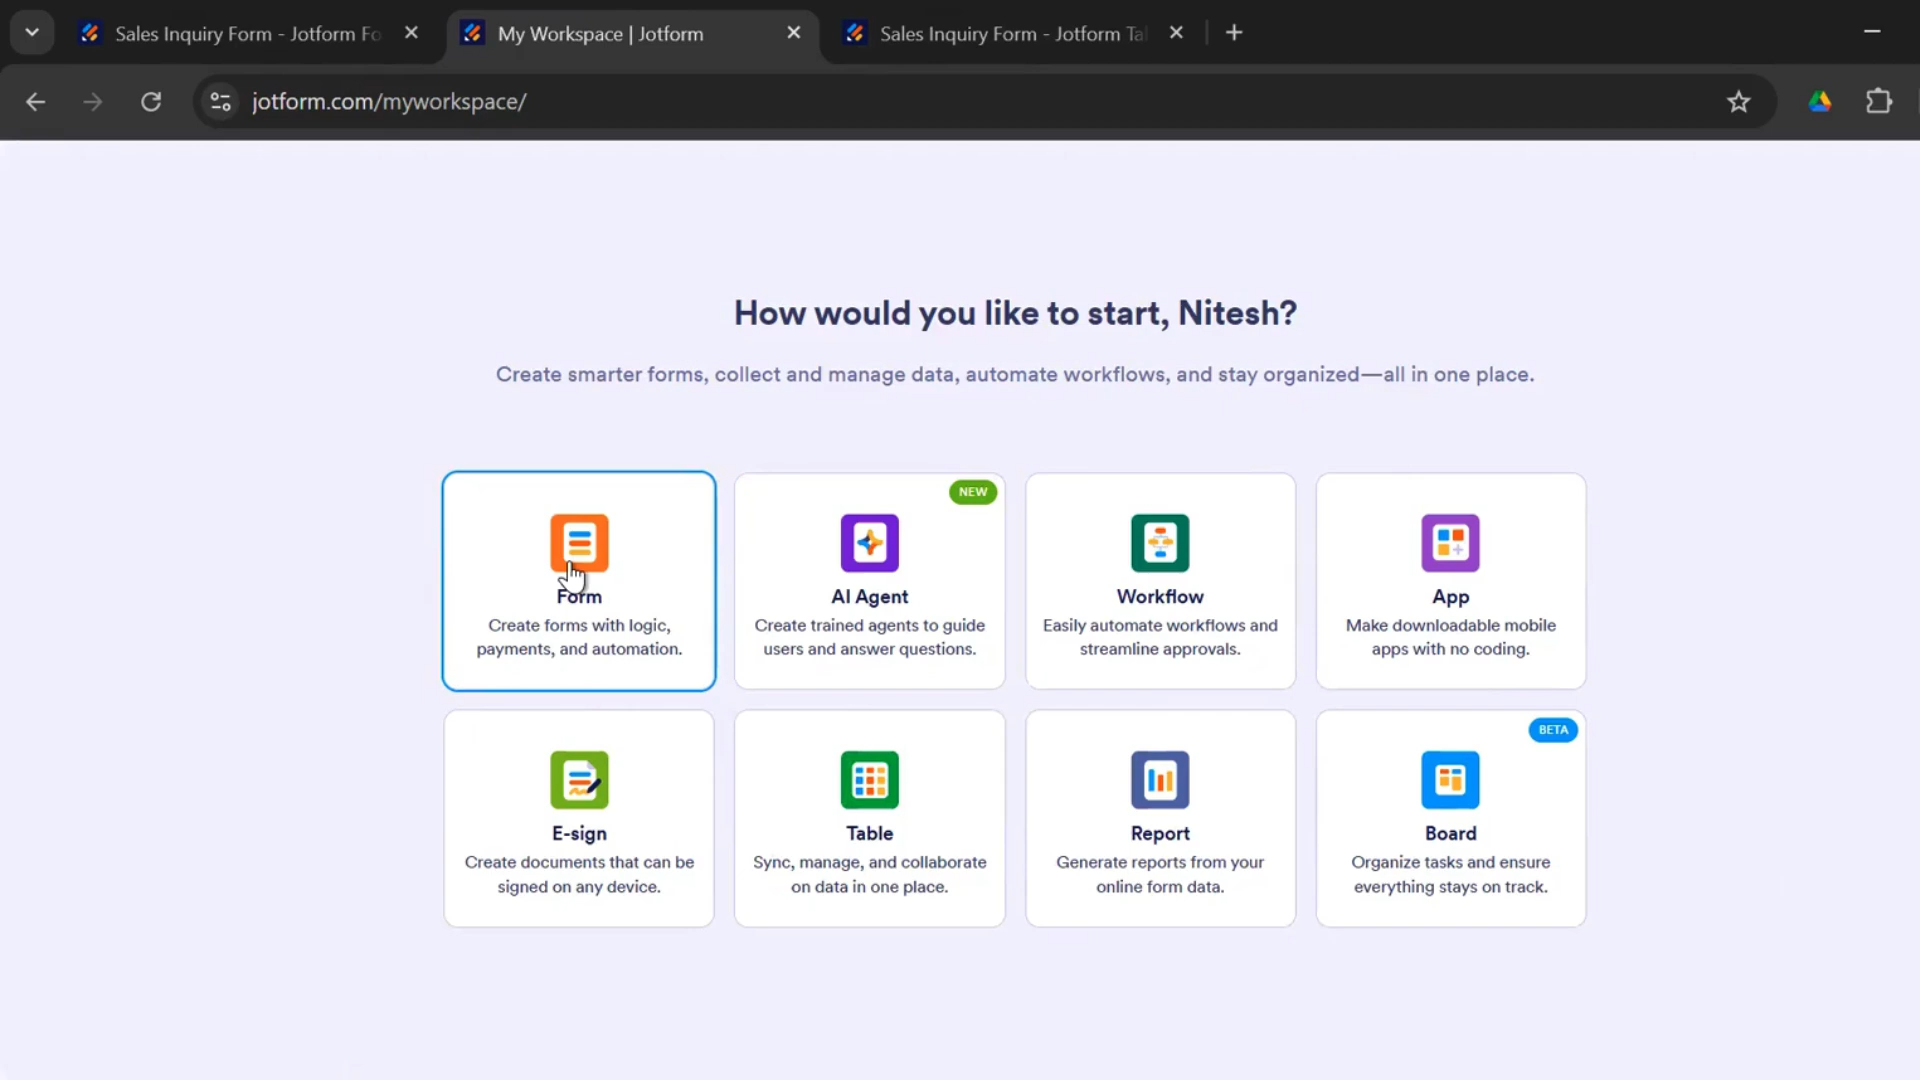 Sales Inquiry Form - Jotform Fo
My Workspace | Jotform
Sales Inquiry Form - Jotform Ta
jotform.com/myworkspace/
How would you like to start, Nitesh?
Create smarter forms, collect and manage data, automate workflows, and stay organized—all in one place.
Form
Create forms with logic,
payments, and automation.
NEW
AI Agent
Create trained agents to guide
users and answer questions.
Workflow
Easily automate workflows and
streamline approvals.
App
Make downloadable mobile
apps with no coding.
E-sign
Create documents that can be
signed on any device.
Table
Sync, manage, and collaborate
on data in one place.
Report
Generate reports from your
online form data.
BETA
Board
Organize tasks and ensure
everything stays on track.